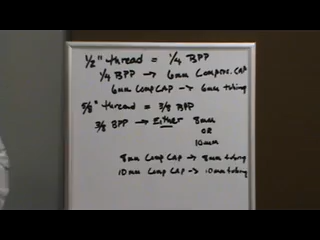 1/2" thread = 1/4 BPP
1/4 BPP → 6mm Compres. CAP
6mm Comp CAP → 6mm tubing
5/8" thread = 3/8 BPP
3/8 BPP → Either 8mm
OR
10mm
8mm Comp CAP → 8mm tubing
10mm Comp CAP → 10mm tubing